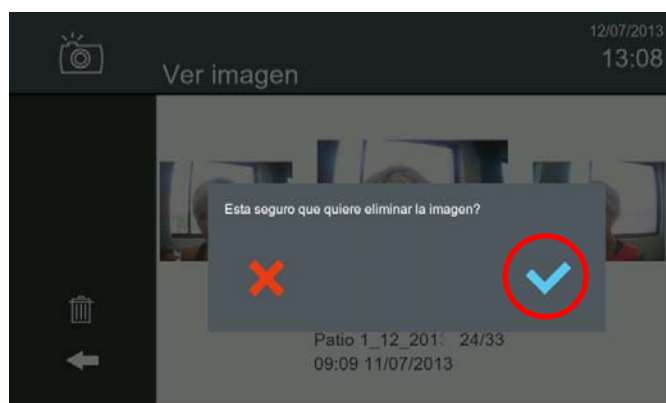 12/07/2013
13:08
Ver imagen
Esta seguro que quiere eliminar la imagen?
Patio 24/33
09:09 11/07/2013